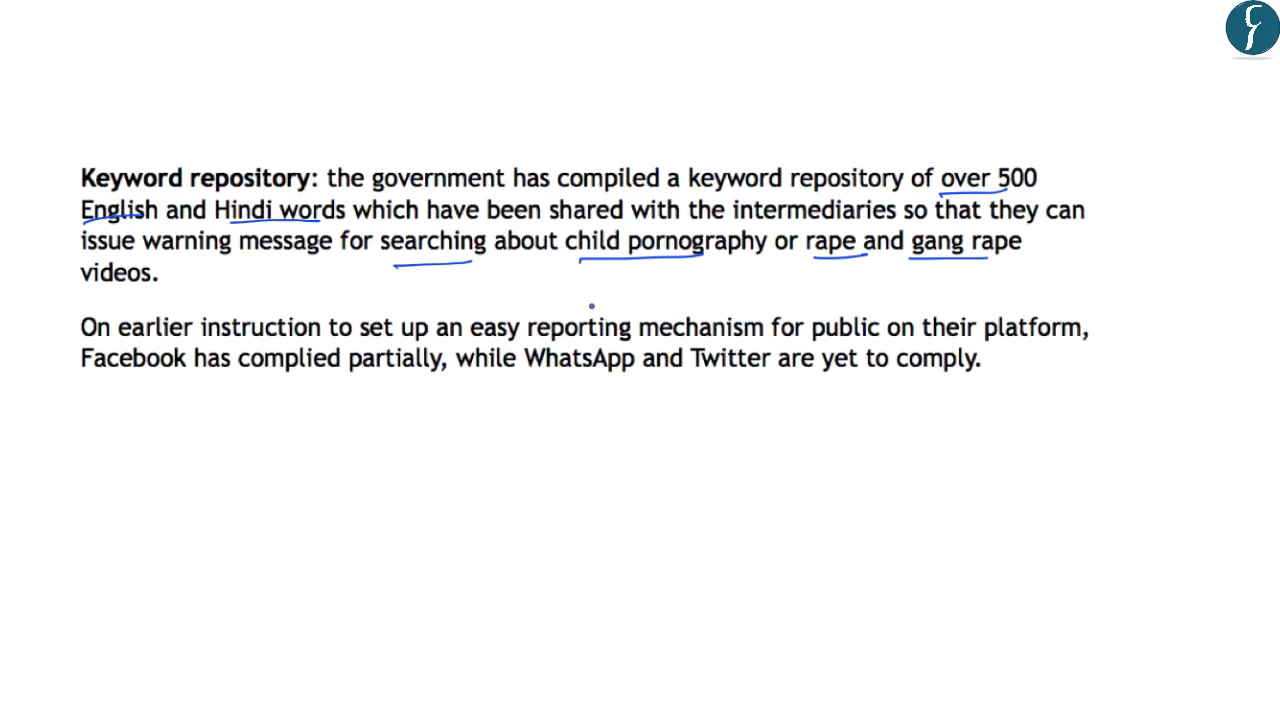 Keyword repository: the government has compiled a keyword repository of over 500
English and Hindi words which have been shared with the intermediaries so that they can
issue warning message for searching about child pornography or rape and gang rape
videos.
On earlier instruction to set up an easy reporting mechanism for public on their platform,
Facebook has complied partially, while WhatsApp and Twitter are yet to comply.